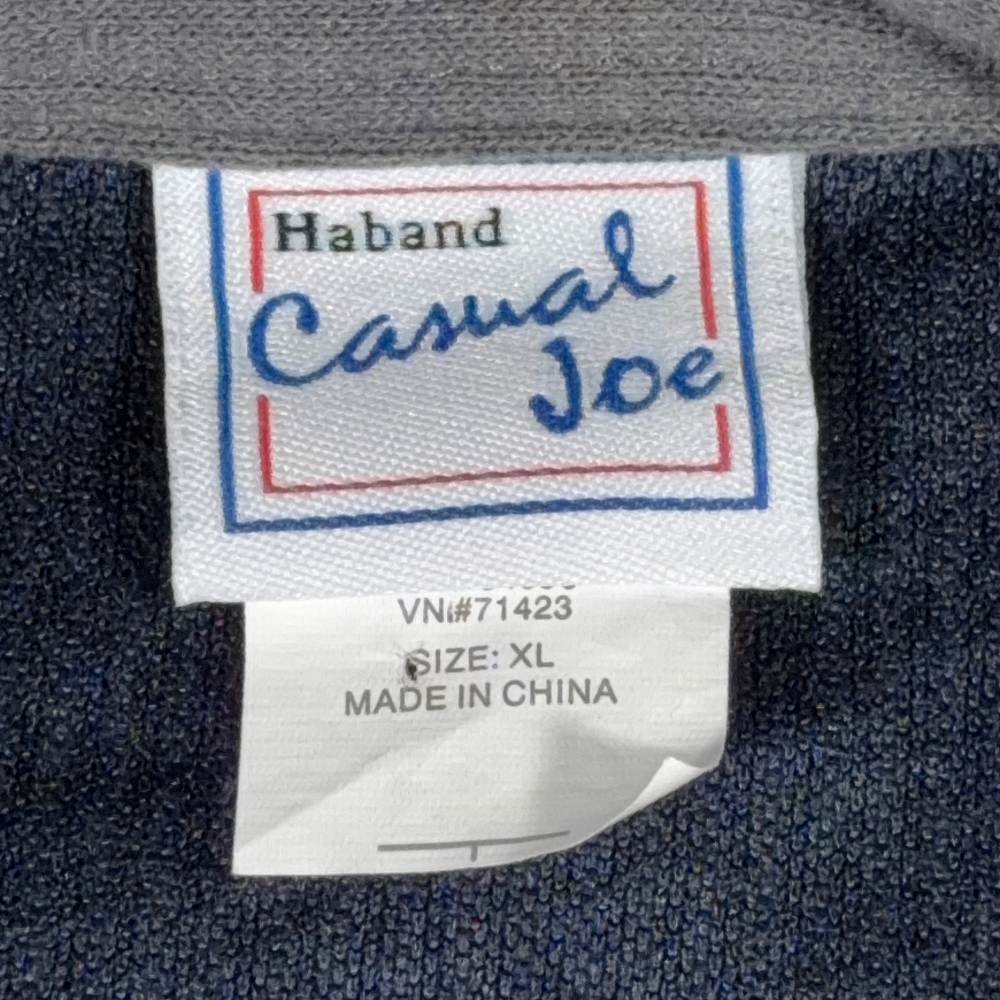 Haband
Casual
Joe
VN#71423
SIZE: XL
MADE IN CHINA